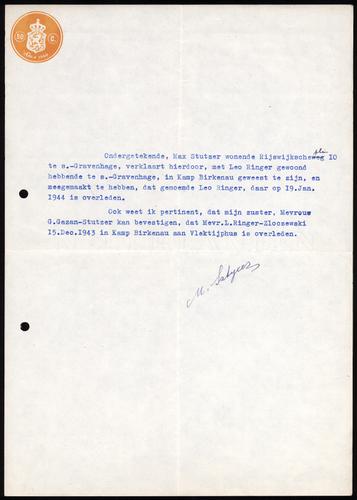 50 C.
Ondergetekende, Max Stutzer wonende Rijswijkscheweg 10
te s.-Gravenhage, verklaart hierdoor, met Leo Ringer gewoond
hebbende te s.-Gravenhage, in Kamp Birkenau geweest te zijn, en
meegemaakt te hebben, dat genoemde Leo Ringer, daar op 19.Jan.
1944 is overleden.
Ook weet ik pertinent, dat mijn zuster, Mevrouw
G.Gazan-Stutzer kan bevestigen, dat Mevr.L.Ringer-Zloczewski
15.Dec.1943 in Kamp Birkenau aan Vlektijphus is overleden.
M. Stutzer